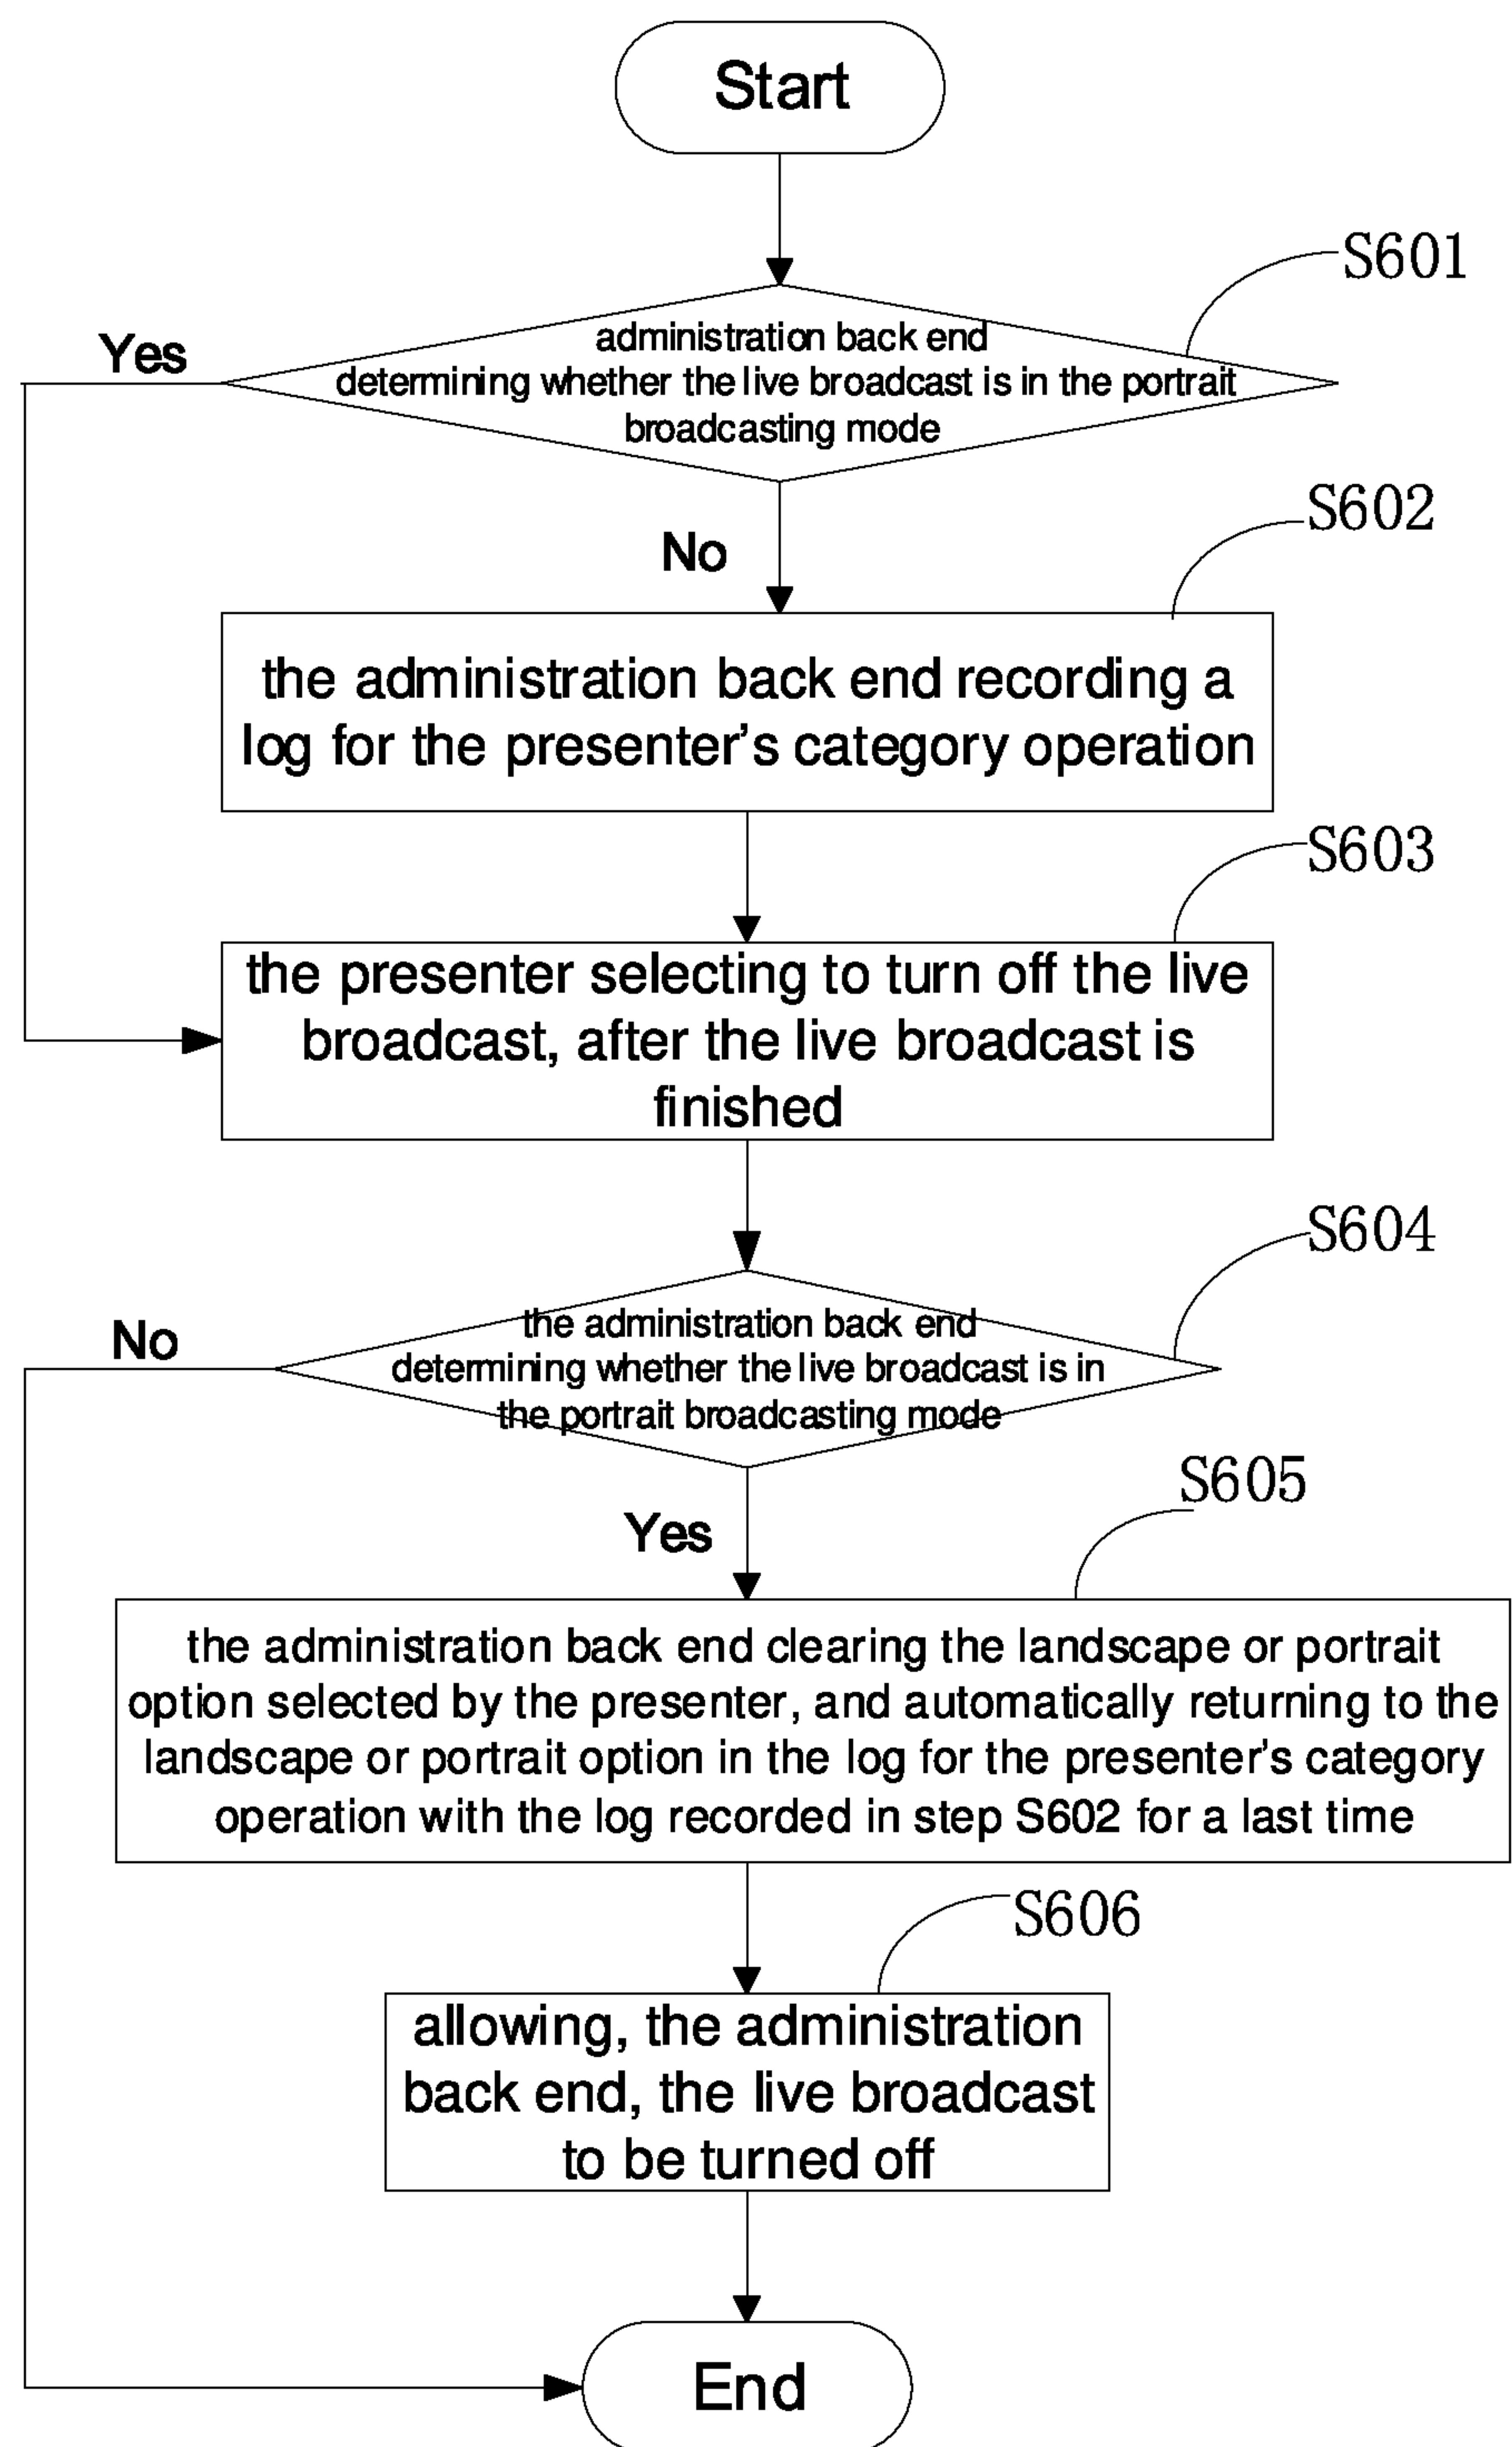 Start
S601
Yes
administration back end
determining whether the live broadcast is in the portrait
broadcasting mode
S602
No
the administration back end recording a
log for the presenter's category operation
S603
the presenter selecting to turn off the live
broadcast, after the live broadcast is
finished
S604
No
the administration back end
determining whether the live broadcast is in
the portrait broadcasting mode
S605
Yes
the administration back end clearing the landscape or portrait
option selected by the presenter, and automatically returning to the
landscape or portrait option in the log for the presenter's category
operation with the log recorded in step S602 for a last time
S606
allowing, the administration
back end, the live broadcast
to be turned off
End